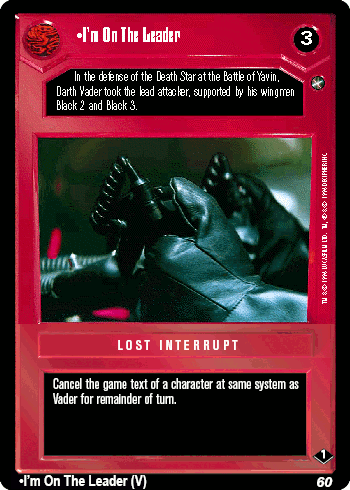 •I'm On The Leader
3
In the defense of the Death Star at the Battle of Yavin,
Darth Vader took the lead attacker, supported by his wingmen
Black 2 and Black 3.
LOST INTERRUPT
Cancel the game text of a character at same system as
Vader for remainder of turn.
1
•I'm On The Leader (V)
60